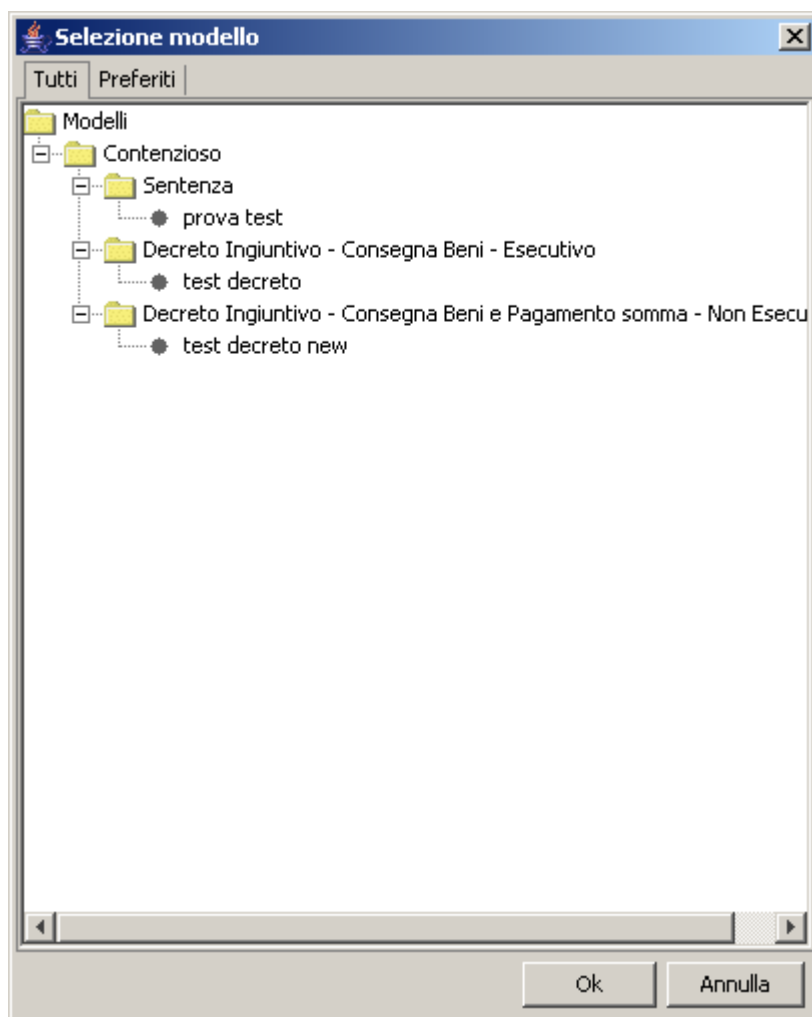 Selezione modello
Tutti Preferiti
Modelli
Contenzioso
Sentenza
prova test
Decreto Ingiuntivo - Consegna Beni - Esecutivo
test decreto
Decreto Ingiuntivo - Consegna Beni e Pagamento somma - Non Esecu
test decreto new
Ok Annulla